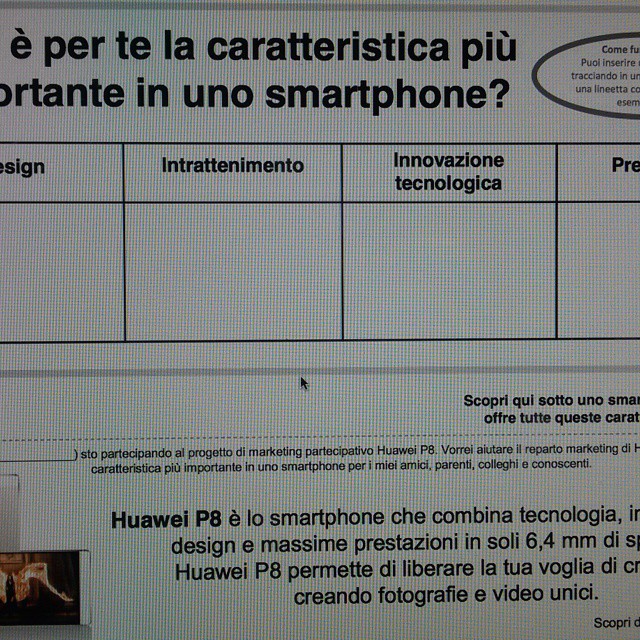 è per te la caratteristica più
ortante in uno smartphone?
Come fu
Puoi inserire
tracciando in un
una lineetta co
esem
esign
Intrattenimento
Innovazione
tecnologica
Pre
Scopri qui sotto uno smar
offre tutte queste carat
) sto partecipando al progetto di marketing partecipativo Huawei P8. Vorrei aiutare il reparto marketing di H
caratteristica più importante in uno smartphone per i miei amici, parenti, colleghi e conoscenti.
Huawei P8 è lo smartphone che combina tecnologia, in
design e massime prestazioni in soli 6,4 mm di sp
Huawei P8 permette di liberare la tua voglia di cr
creando fotografie e video unici.
Scopri d